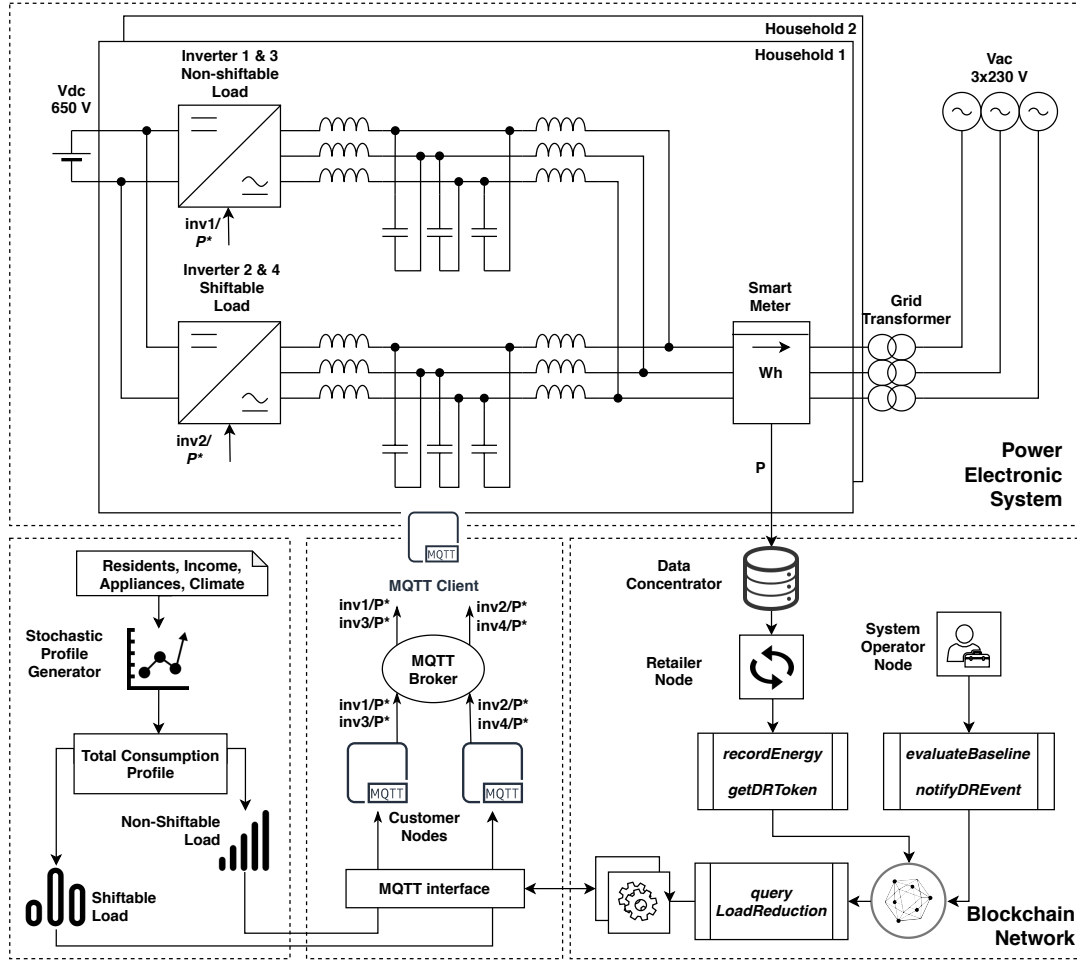 Household 2
Household 1
Inverter 1 & 3
Non-shiftable
Load
Vdc
650 V
Vac
3x230 V
inv1/
P*
Inverter 2 & 4
Shiftable
Load
Smart
Meter
Grid
Transformer
Wh
inv2/
P*
P
Power
Electronic
System
Residents, Income,
Appliances, Climate
Stochastic
Profile
Generator
Total Consumption
Profile
Non-Shiftable
Load
Shiftable
Load
MQTT
MQTT Client
inv1/P*
inv3/P*
inv2/P*
inv4/P*
MQTT
Broker
inv1/P*
inv3/P*
inv2/P*
inv4/P*
MQTT
MQTT
Customer
Nodes
MQTT interface
Data
Concentrator
Retailer
Node
System
Operator
Node
recordEnergy
getDRToken
evaluateBaseline
notifyDREvent
query
LoadReduction
Blockchain
Network